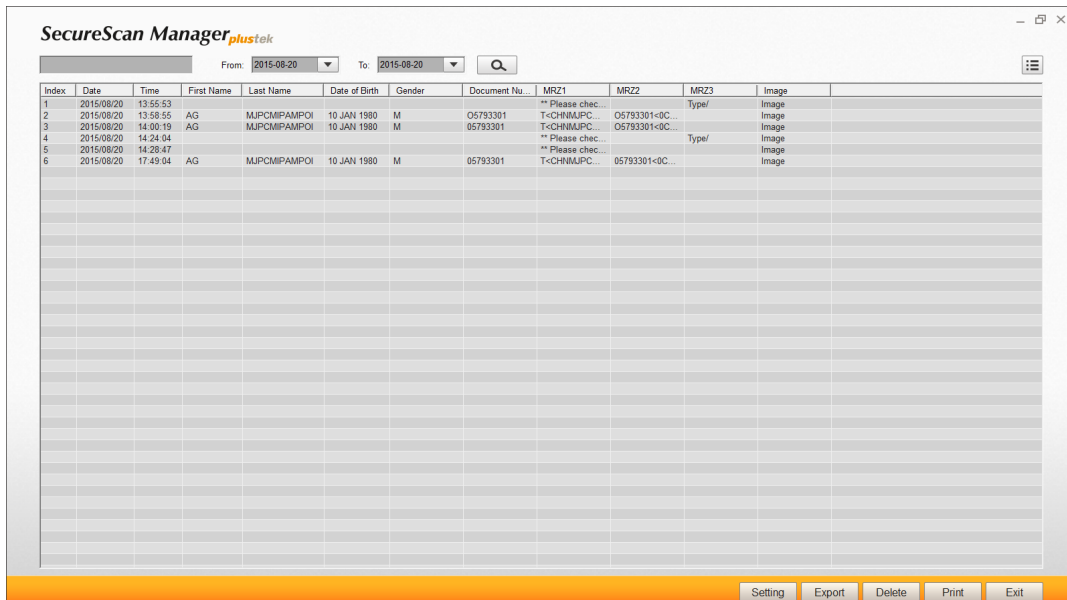 SecureScan Manager plustek
From: 2015-08-20 To: 2015-08-20
Index Date Time First Name Last Name Date of Birth Gender Document Nu... MRZ1 MRZ2 MRZ3 Image
1 2015/08/20 13:55:53 ** Please chec... Type/ Image
2 2015/08/20 13:58:55 AG MJPCMIPAMPOI 10 JAN 1980 M O5793301 T<CHNMJPC... O5793301<0C... Image
3 2015/08/20 14:00:19 AG MJPCMIPAMPOI 10 JAN 1980 M 05793301 T<CHNMJPC... O5793301<0C... Image
4 2015/08/20 14:24:04 ** Please chec... Type/ Image
5 2015/08/20 14:28:47 ** Please chec... Image
6 2015/08/20 17:49:04 AG MJPCMIPAMPOI 10 JAN 1980 M 05793301 T<CHNMJPC... 05793301<0C... Image
Setting Export Delete Print Exit